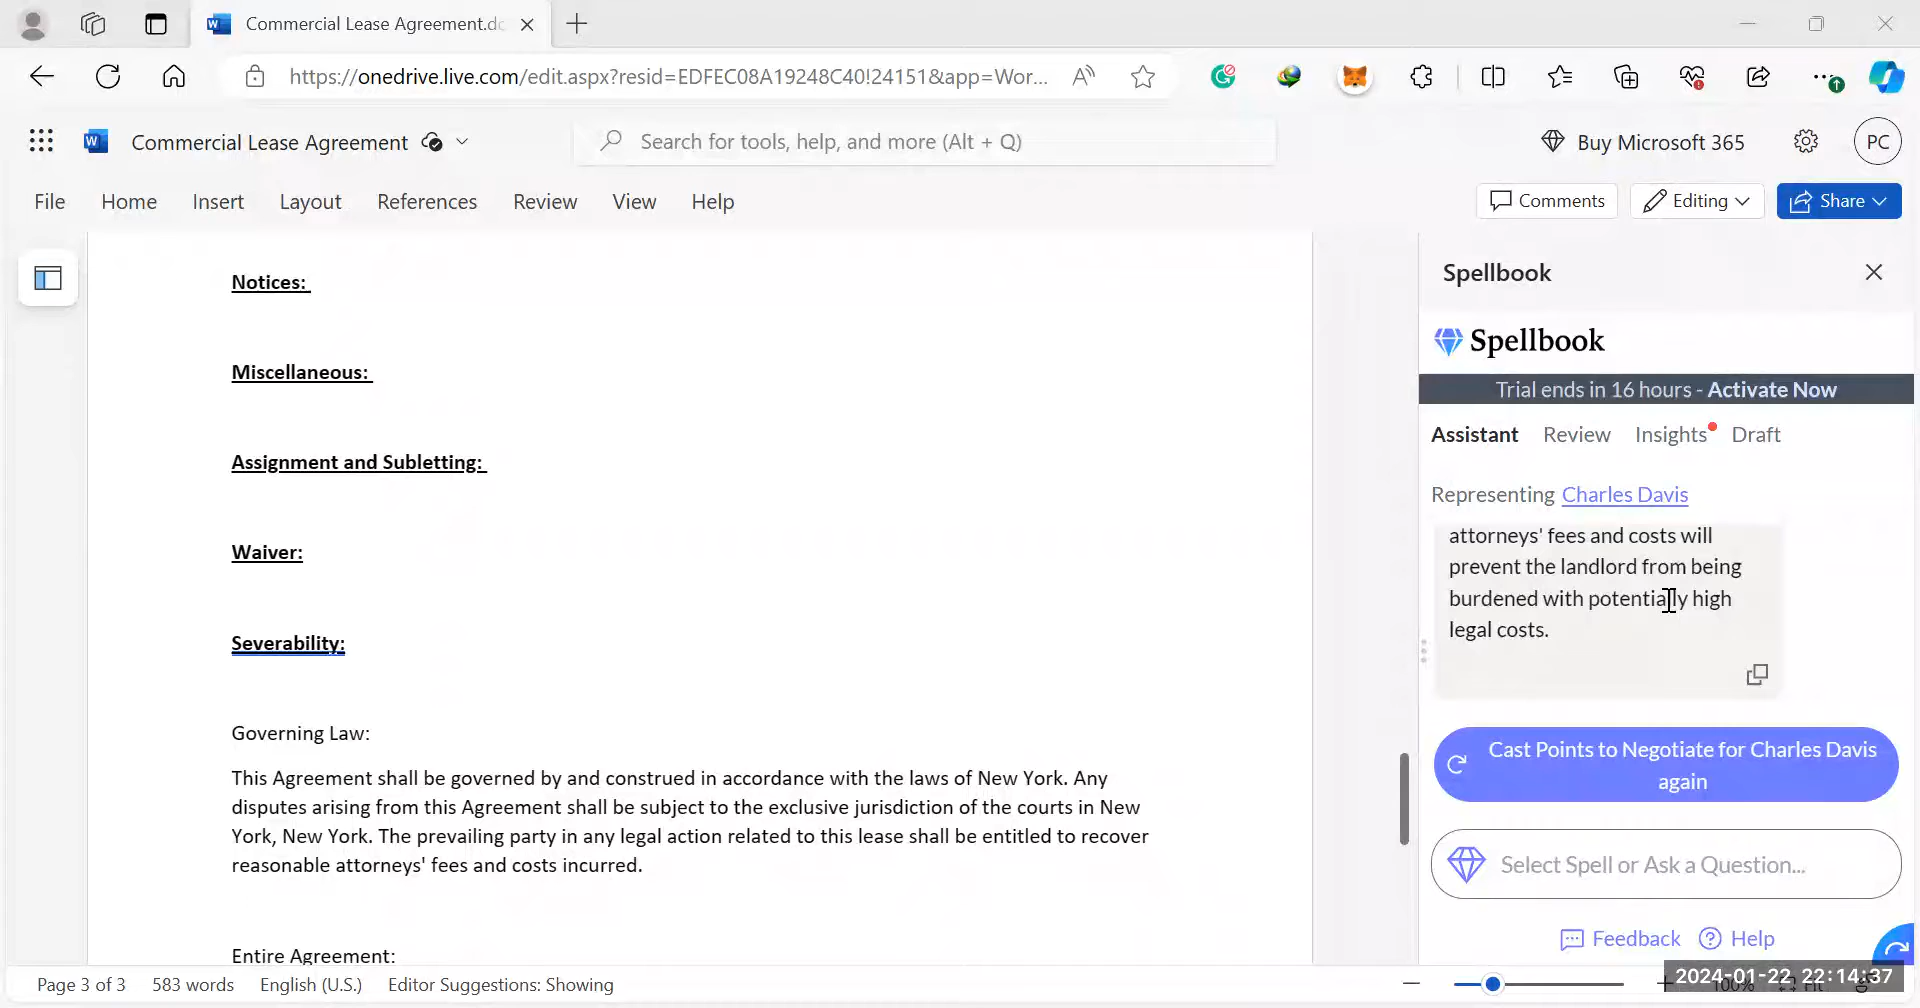 Commercial Lease Agreement.dc
https://onedrive.live.com/edit.aspx?resid=EDFEC08A19248C40!24151&app=Wor...
Commercial Lease Agreement
Search for tools, help, and more (Alt + Q)
Buy Microsoft 365
PC
File Home Insert Layout References Review View Help
Comments Editing Share
Notices:
Miscellaneous:
Assignment and Subletting:
Waiver:
Severability:
Governing Law:
This Agreement shall be governed by and construed in accordance with the laws of New York. Any
disputes arising from this Agreement shall be subject to the exclusive jurisdiction of the courts in New
York, New York. The prevailing party in any legal action related to this lease shall be entitled to recover
reasonable attorneys' fees and costs incurred.
Entire Agreement:
Spellbook
Spellbook
Trial ends in 16 hours - Activate Now
Assistant Review Insights Draft
Representing Charles Davis
attorneys' fees and costs will
prevent the landlord from being
burdened with potentially high
legal costs.
Cast Points to Negotiate for Charles Davis
again
Select Spell or Ask a Question...
Feedback Help
Page 3 of 3 583 words English (U.S.) Editor Suggestions: Showing
2024-01-22, 22:14:37